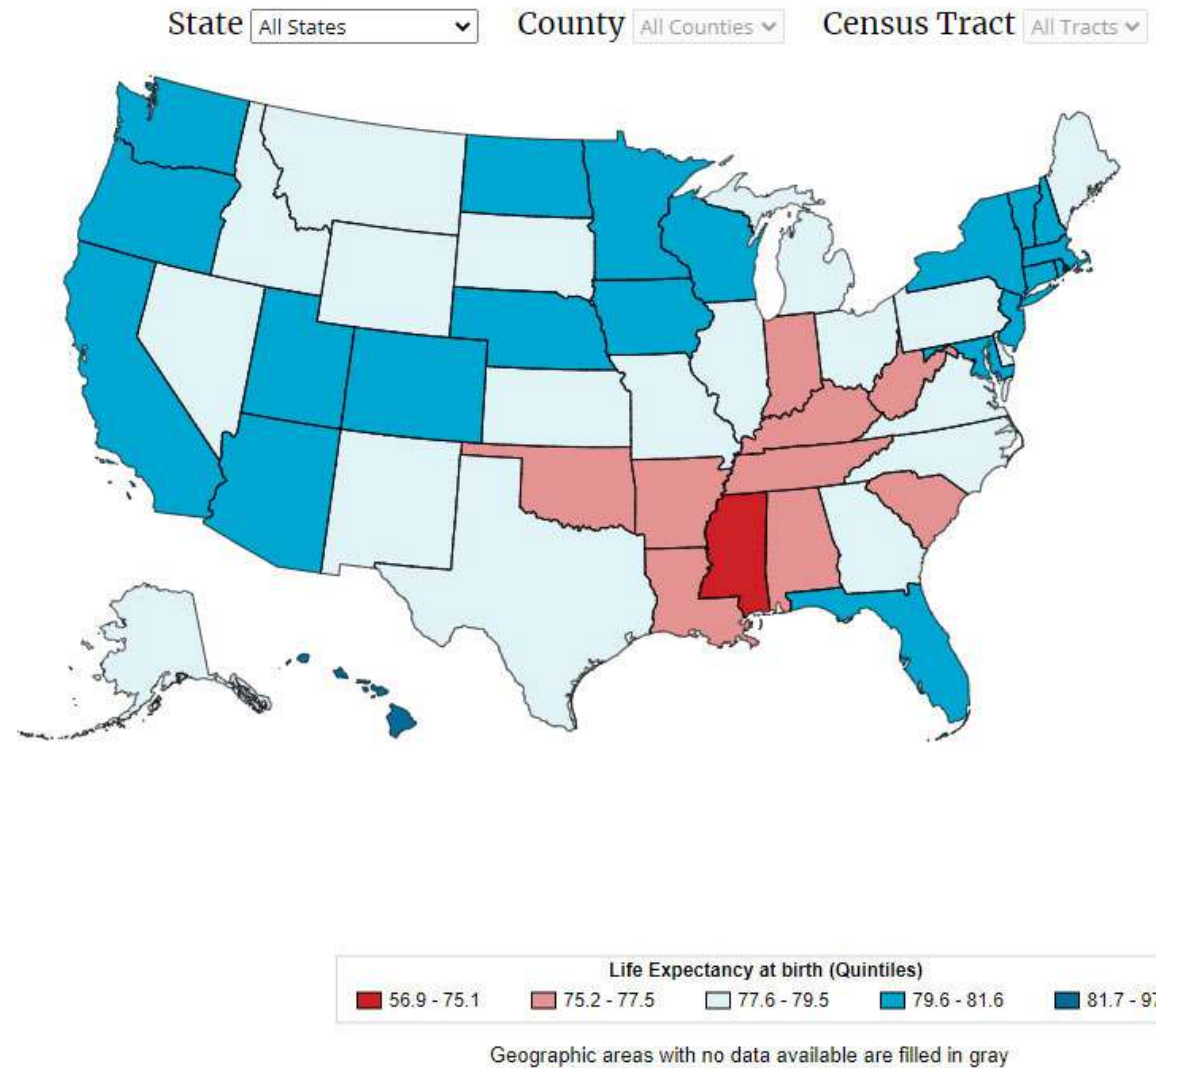 State All States County All Counties Census Tract All Tracts
Life Expectancy at birth (Quintiles)
56.9 - 75.1 75.2 - 77.5 77.6 - 79.5 79.6 - 81.6 81.7 - 97
Geographic areas with no data available are filled in gray